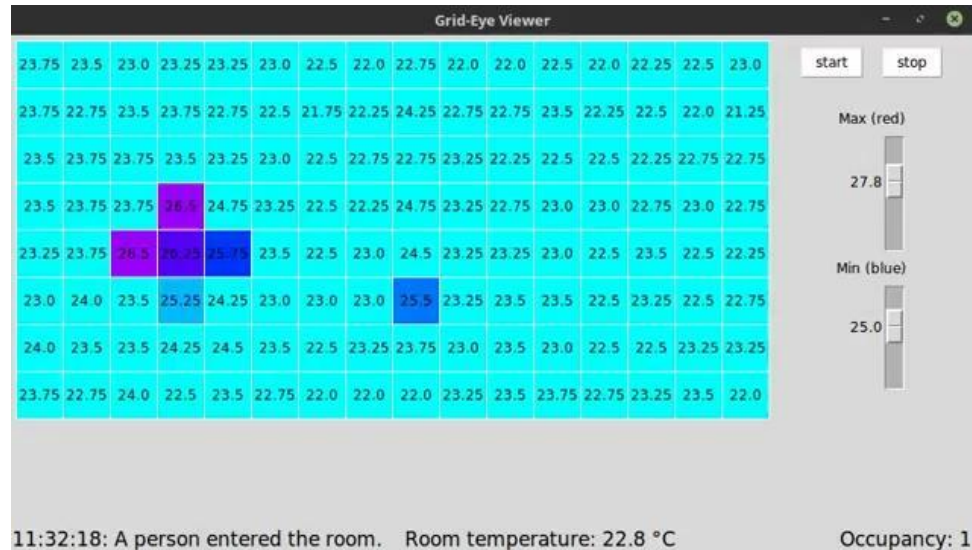 Grid-Eye Viewer
23.75 23.5 23.0 23.25 23.25 23.0 22.5 22.0 22.75 22.0 22.0 22.5 22.0 22.25 22.5 23.0
start stop
23.75 22.75 23.5 23.75 22.75 22.5 21.75 22.25 24.25 22.75 22.75 23.5 22.25 22.5 22.0 21.25
Max (red)
23.5 23.75 23.75 23.5 23.25 23.0 22.5 22.75 22.75 23.25 22.25 22.5 22.5 22.25 22.75 22.75
27.8
23.5 23.75 23.75 26.5 24.75 23.25 22.5 22.25 24.75 23.25 22.75 23.0 23.0 22.75 23.0 22.75
23.25 23.75 26.5 26.25 25.75 23.5 22.5 23.0 24.5 23.25 23.25 23.0 22.5 23.5 22.5 22.25
Min (blue)
23.0 24.0 23.5 25.25 24.25 23.0 23.0 23.0 25.5 23.25 23.5 23.5 22.5 23.25 22.5 22.75
25.0
24.0 23.5 23.5 24.25 24.5 23.5 22.5 23.25 23.75 23.0 23.5 23.0 22.5 22.5 23.25 23.25
23.75 22.75 24.0 22.5 23.5 22.75 22.0 22.0 22.0 23.25 23.5 23.75 22.75 23.25 23.5 22.0
11:32:18: A person entered the room. Room temperature: 22.8 °C Occupancy: 1